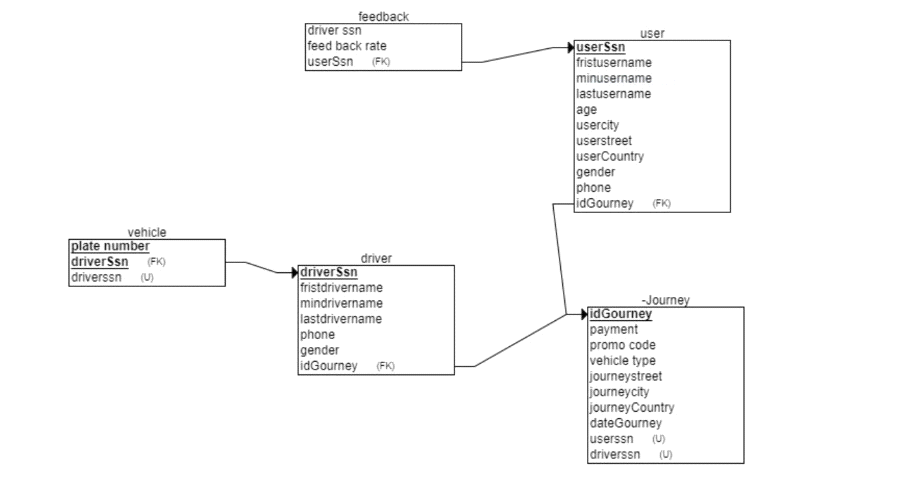 feedback
driver ssn
feed back rate
userSsn (FK)
user
userSsn
fristusername
minusername
lastusername
age
usercity
userstreet
userCountry
gender
phone
idGourney (FK)
vehicle
plate number
driverSsn (FK)
driverssn (U)
driver
driverSsn
fristdrivername
mindrivername
lastdrivername
phone
gender
idGourney (FK)
-Journey
idGourney
payment
promo code
vehicle type
journeystreet
journeycity
journeyCountry
dateGourney
userssn (U)
driverssn (U)